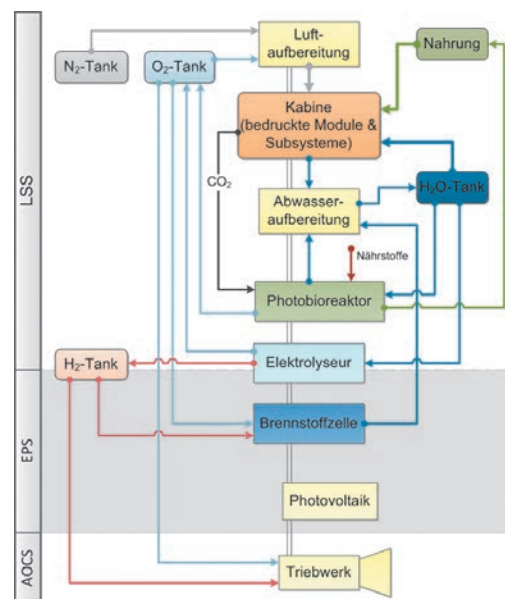 LSS
EPS
AOCS
Luft-
aufbereitung
Nahrung
N₂-Tank
O₂-Tank
Kabine
(bedruckte Module &
Subsysteme)
CO₂
H₂O-Tank
Abwasser-
aufbereitung
Nährstoffe
Photobioreaktor
H₂-Tank
Elektrolyseur
Brennstoffzelle
Photovoltaik
Triebwerk